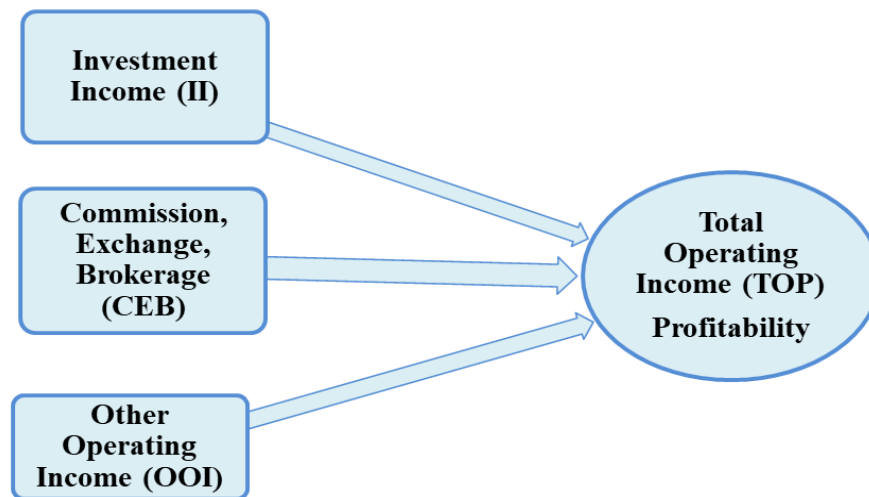 Investment
Income (II)
Commission,
Exchange,
Brokerage
(CEB)
Other
Operating
Income (OOI)
Total
Operating
Income (TOP)
Profitability